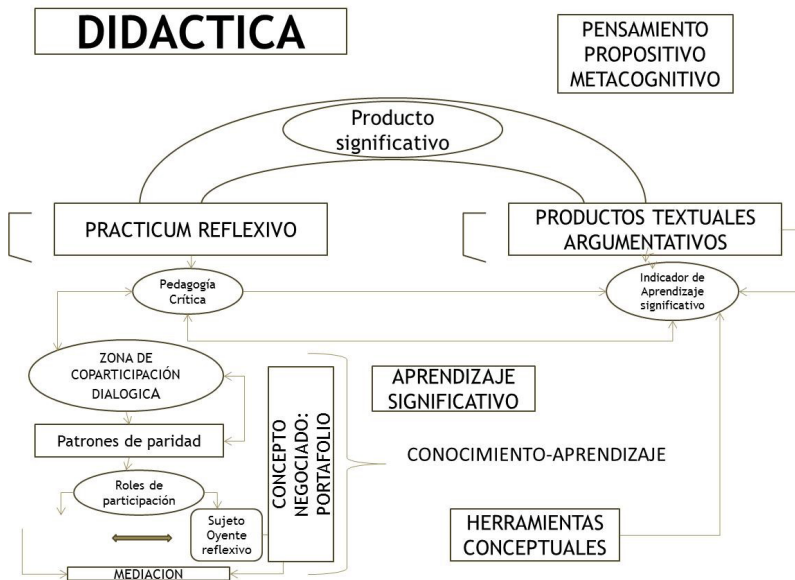 DIDACTICA
PENSAMIENTO
PROPOSITIVO
METACOGNITIVO
Producto
significativo
PRACTICUM REFLEXIVO
PRODUCTOS TEXTUALES
ARGUMENTATIVOS
Pedagogía
Crítica
Indicador de
Aprendizaje
significativo
ZONA DE
COPARTICIPACIÓN
DIALOGICA
Patrones de paridad
Roles de
participación
Sujeto
Oyente
reflexivo
MEDIACION
CONCEPTO
NEGOCIADO:
PORTAFOLIO
APRENDIZAJE
SIGNIFICATIVO
CONOCIMIENTO-APRENDIZAJE
HERRAMIENTAS
CONCEPTUALES